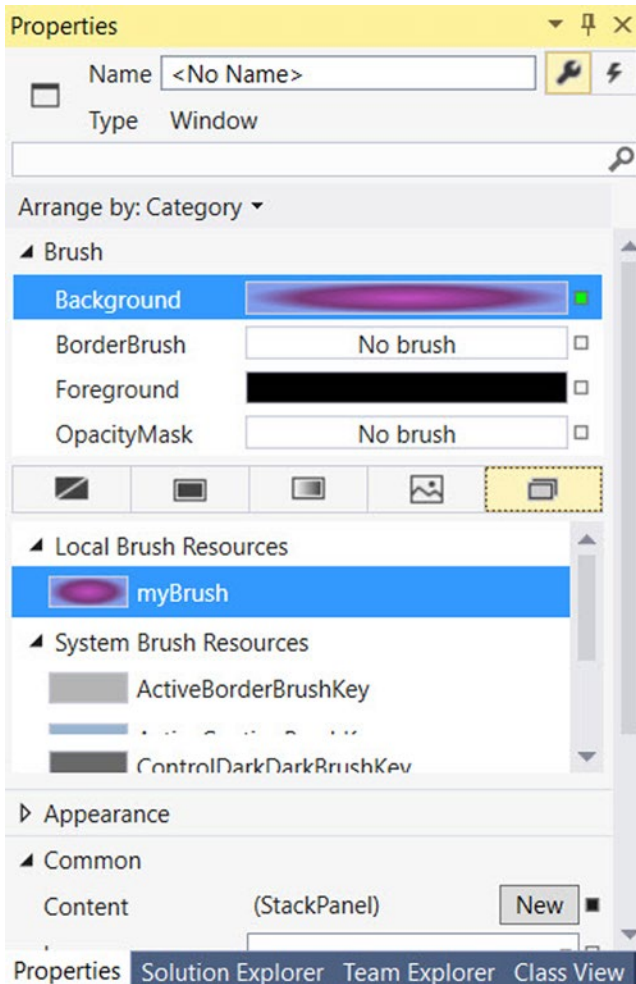 Properties
Name <No Name>
Type Window
Arrange by: Category
Brush
Background
BorderBrush No brush
Foreground
OpacityMask No brush
Local Brush Resources
myBrush
System Brush Resources
ActiveBorderBrushKey
ControlDarkDarkBrushKey
Appearance
Common
Content (StackPanel) New
Properties Solution Explorer Team Explorer Class View